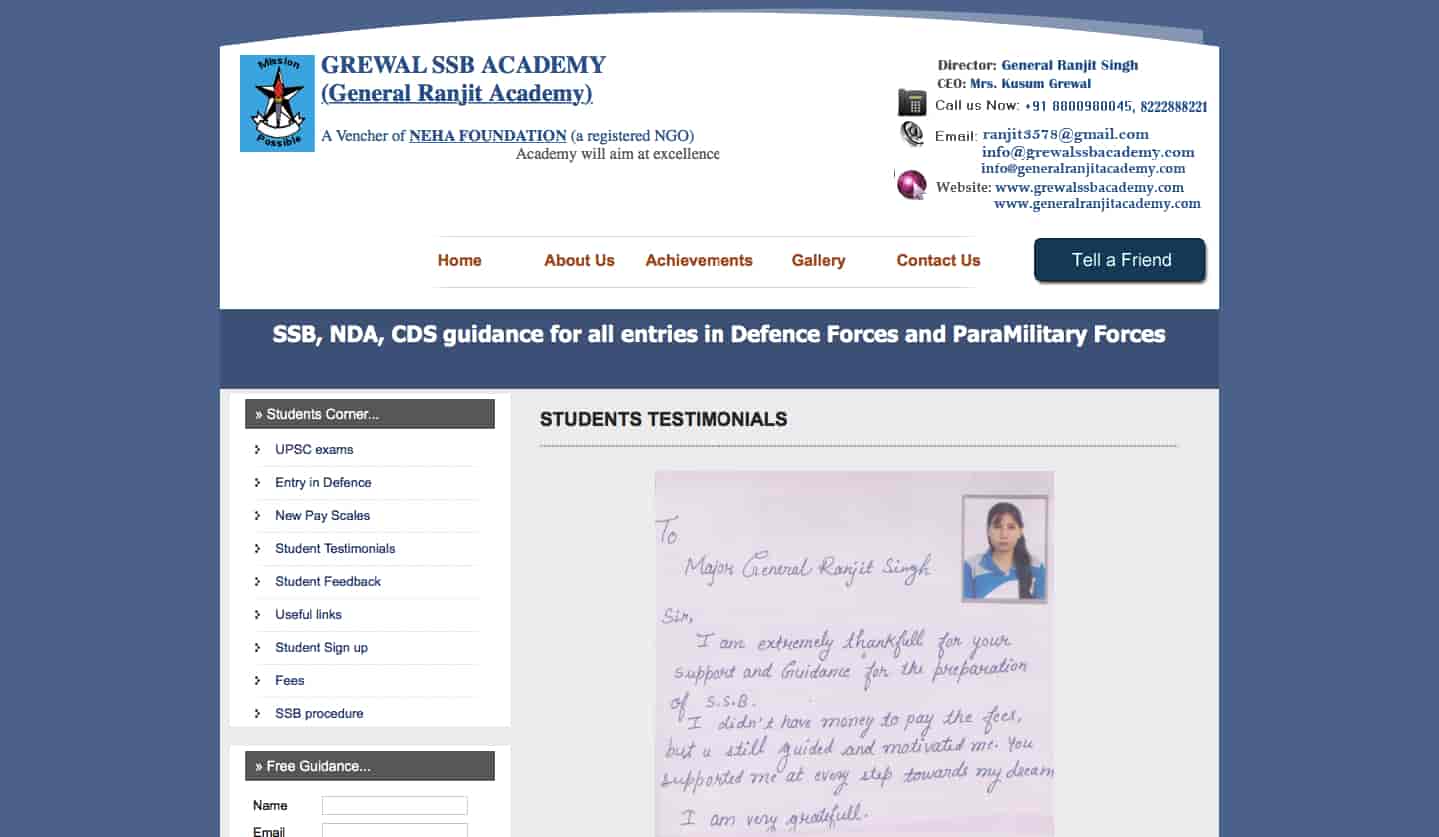 Mission
Possible
GREWAL SSB ACADEMY
(General Ranjit Academy)
A Vencher of NEHA FOUNDATION (a registered NGO)
Academy will aim at excellence
Director: General Ranjit Singh
CEO: Mrs. Kusum Grewal
Call us Now: +91 8800980045, 8222888221
Email: ranjit3578@gmail.com
info@grewalssbacademy.com
info@generalranjitacademy.com
Website: www.grewalssbacademy.com
www.generalranjitacademy.com
Home About Us Achievements Gallery Contact Us Tell a Friend
SSB, NDA, CDS guidance for all entries in Defence Forces and ParaMilitary Forces
» Students Corner...
UPSC exams
Entry in Defence
New Pay Scales
Student Testimonials
Student Feedback
Useful links
Student Sign up
Fees
SSB procedure
» Free Guidance...
Name
Email
STUDENTS TESTIMONIALS
To
Major General Ranjit Singh
Sir,
I am extremely thankfull for your
support and Guidance for the preparation
of S.S.B.
I didn't have money to pay the fees,
but u still guided and motivated me. You
supported me at every step towards my dream
I am very gratefull.